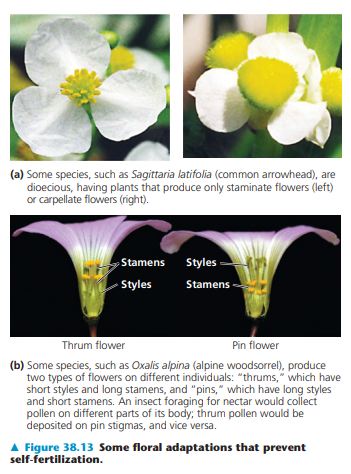 (a) Some species, such as Sagittaria latifolia (common arrowhead), are
dioecious, having plants that produce only staminate flowers (left)
or carpellate flowers (right).
Stamens
Styles
Styles
Stamens
Thrum flower
Pin flower
(b) Some species, such as Oxalis alpina (alpine woodsorrel), produce
two types of flowers on different individuals: “thrums,” which have
short styles and long stamens, and “pins,” which have long styles
and short stamens. An insect foraging for nectar would collect
pollen on different parts of its body; thrum pollen would be
deposited on pin stigmas, and vice versa.
▲ Figure 38.13 Some floral adaptations that prevent
self-fertilization.